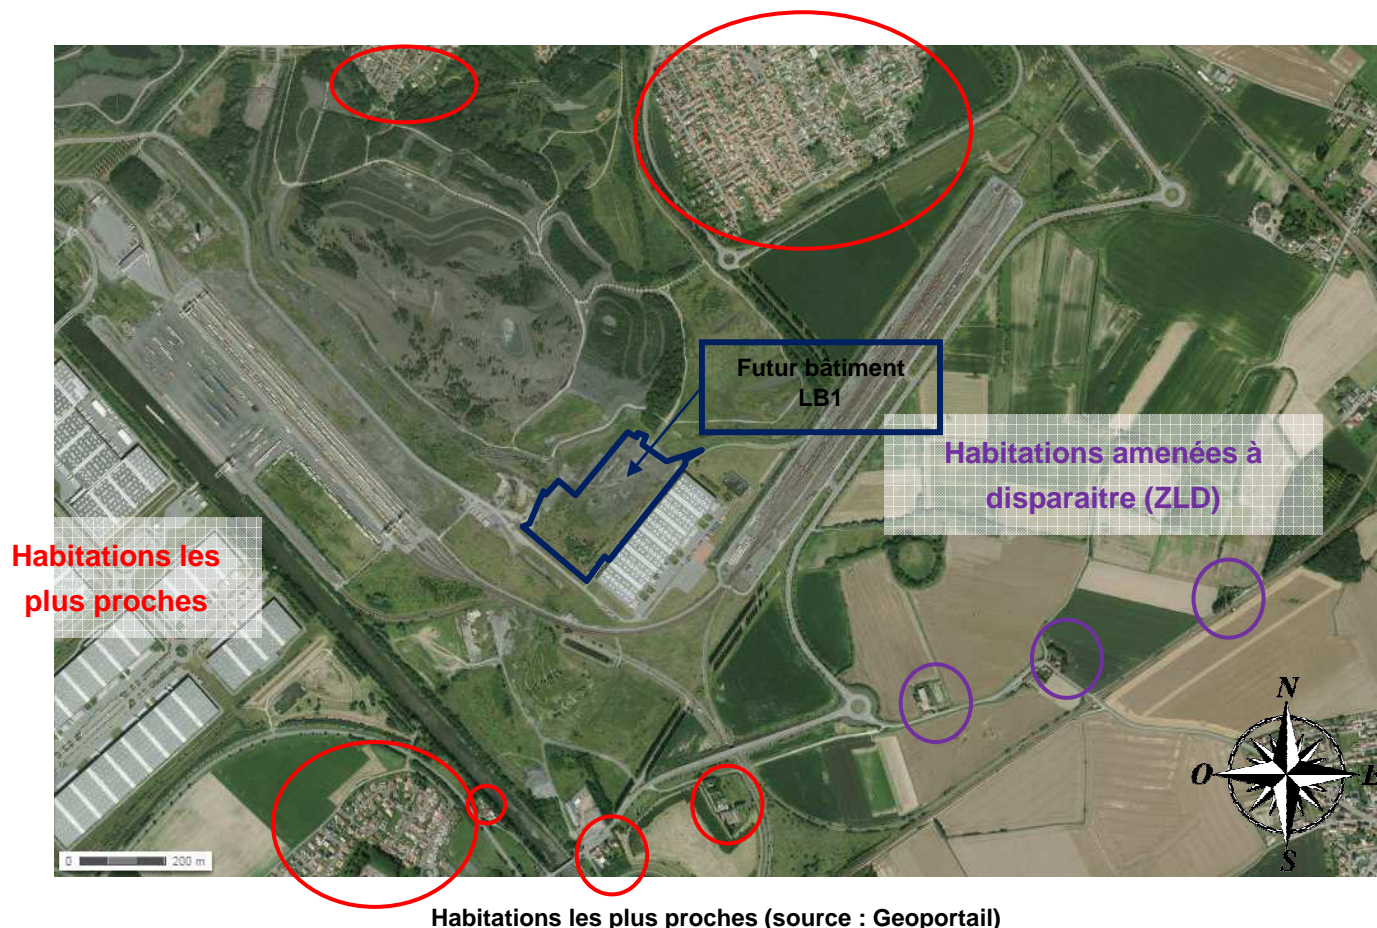 Futur bâtiment
LB1
Habitations amenées à
disparaitre (ZLD)
Habitations les
plus proches
N
O
E
S
0 200 m
Habitations les plus proches (source : Geoportail)